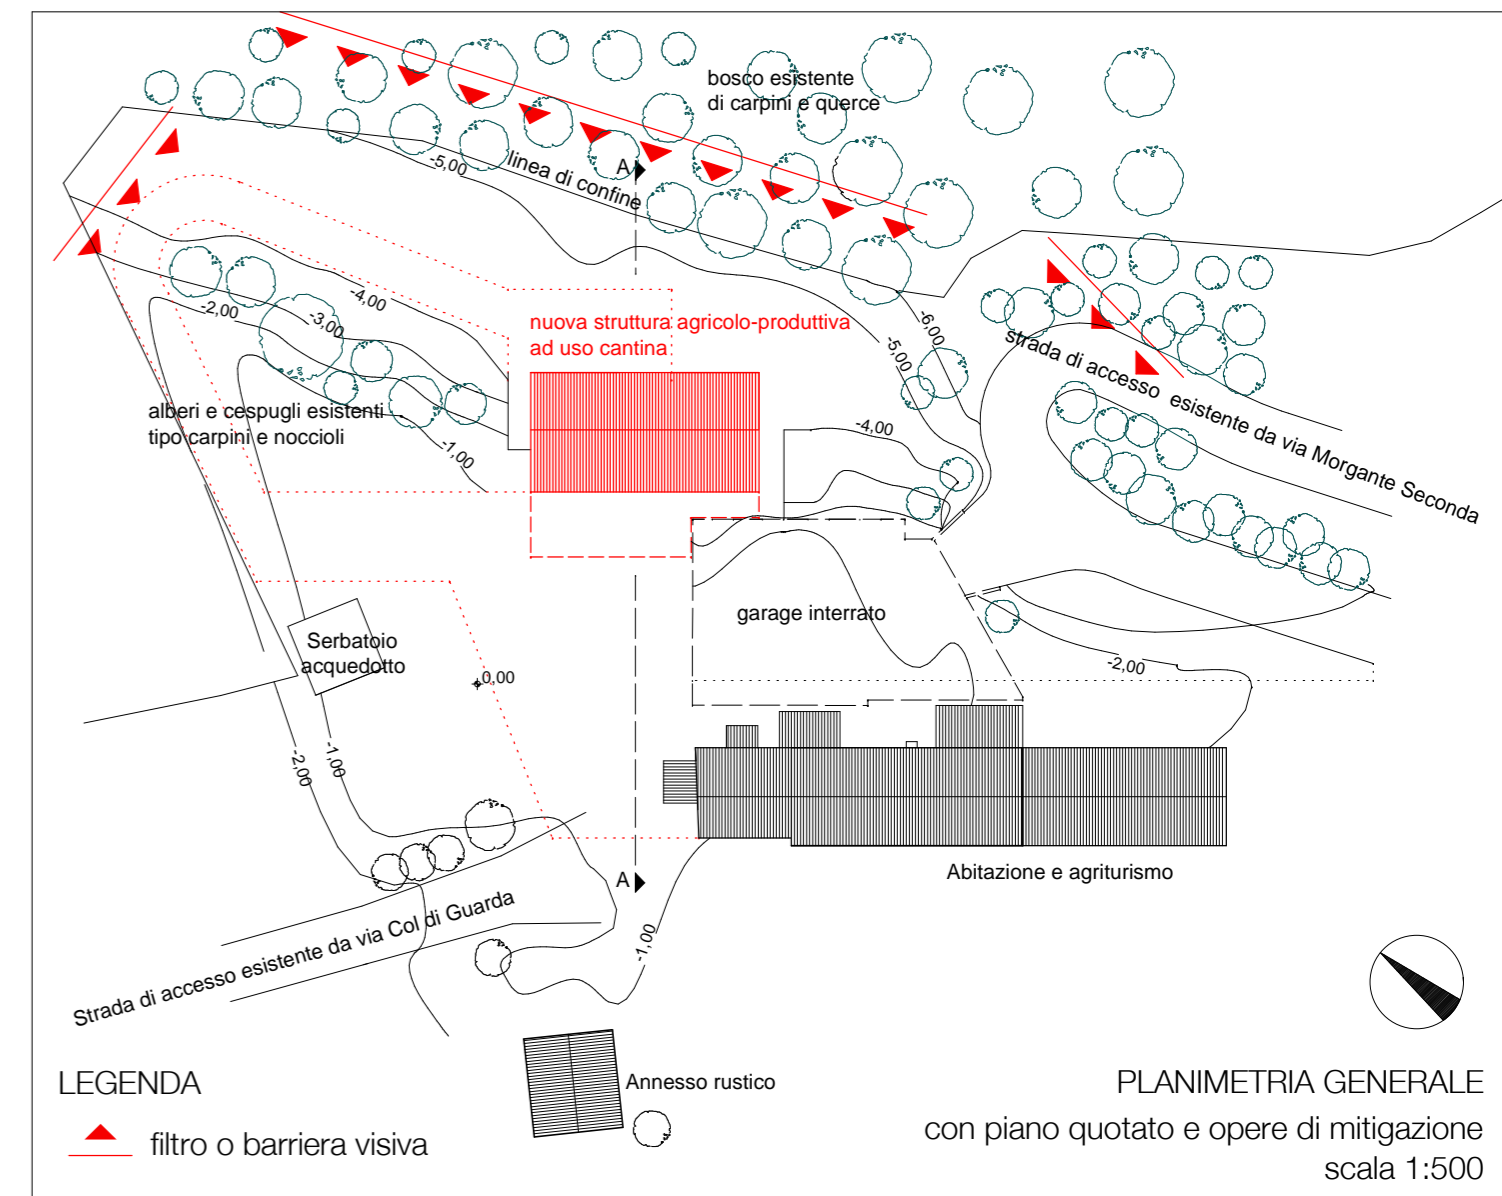 bosco esistente
di carpini e querce
A
-5,00
linea di confine
-4,00
-2,00
-3,00
-6,00
-5,00
nuova struttura agricolo-produttiva
ad uso cantina
strada di accesso esistente da via Morgante Seconda
alberi e cespugli esistenti
tipo carpini e noccioli
-1,00
-4,00
garage interrato
Serbatoio
acquedotto
0,00
-2,00
-2,00
-1,00
Abitazione e agriturismo
A
-1,00
Strada di accesso esistente da via Col di Guarda
Annesso rustico
LEGENDA
filtro o barriera visiva
PLANIMETRIA GENERALE
con piano quotato e opere di mitigazione
scala 1:500